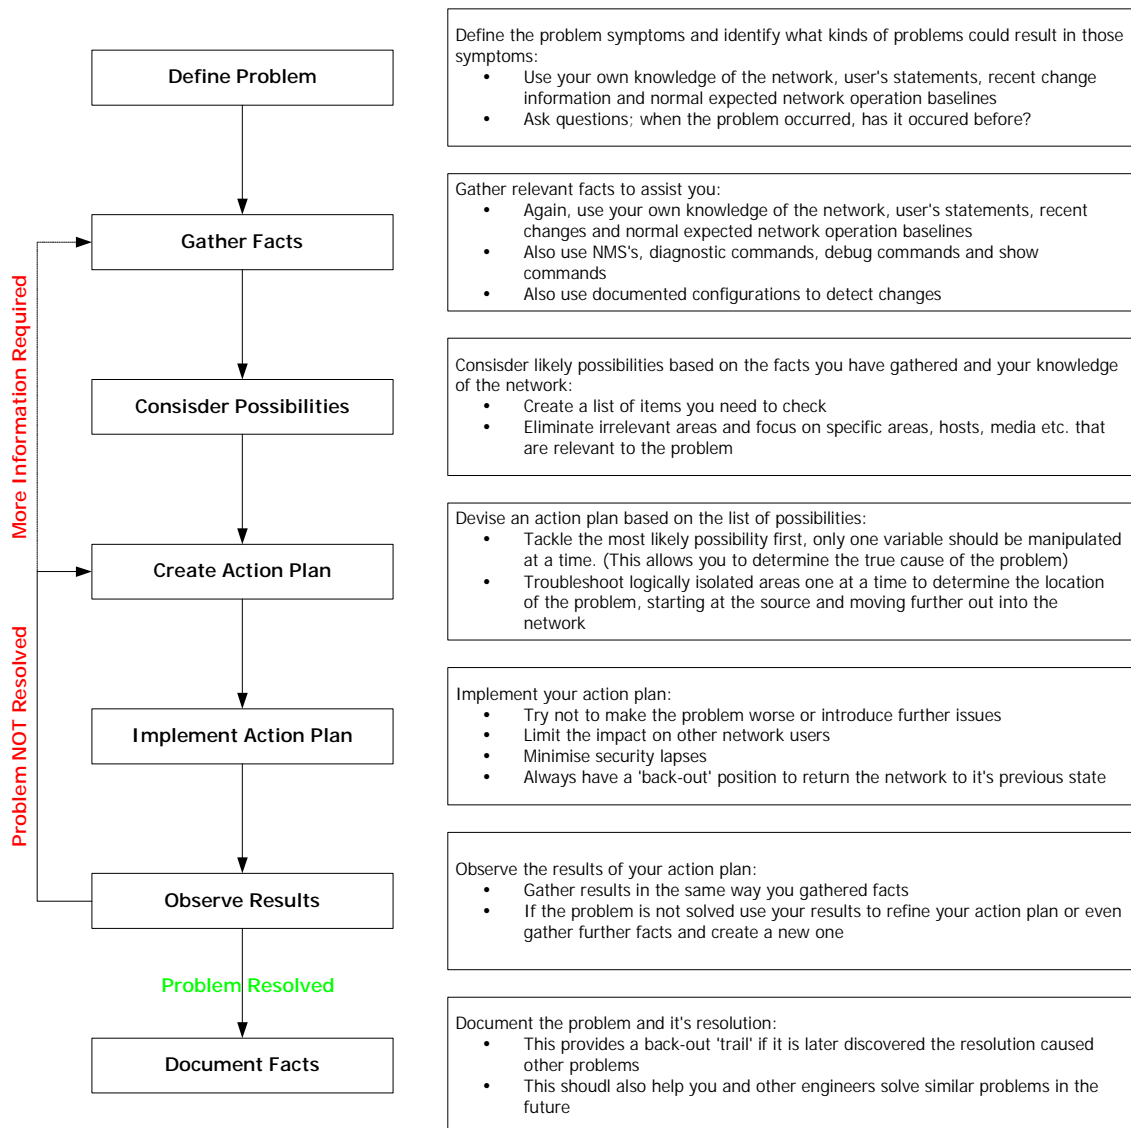 Define Problem
Define the problem symptoms and identify what kinds of problems could result in those
symptoms:
• Use your own knowledge of the network, user's statements, recent change
information and normal expected network operation baselines
• Ask questions; when the problem occurred, has it occured before?
Gather Facts
Gather relevant facts to assist you:
• Again, use your own knowledge of the network, user's statements, recent
changes and normal expected network operation baselines
• Also use NMS's, diagnostic commands, debug commands and show
commands
• Also use documented configurations to detect changes
More Information Required
Consisder Possibilities
Consisder likely possibilities based on the facts you have gathered and your knowledge
of the network:
• Create a list of items you need to check
• Eliminate irrelevant areas and focus on specific areas, hosts, media etc. that
are relevant to the problem
Create Action Plan
Devise an action plan based on the list of possibilities:
• Tackle the most likely possibility first, only one variable should be manipulated
at a time. (This allows you to determine the true cause of the problem)
• Troubleshoot logically isolated areas one at a time to determine the location
of the problem, starting at the source and moving further out into the
network
Problem NOT Resolved
Implement Action Plan
Implement your action plan:
• Try not to make the problem worse or introduce further issues
• Limit the impact on other network users
• Minimise security lapses
• Always have a 'back-out' position to return the network to it's previous state
Observe Results
Observe the results of your action plan:
• Gather results in the same way you gathered facts
• If the problem is not solved use your results to refine your action plan or even
gather further facts and create a new one
Problem Resolved
Document Facts
Document the problem and it's resolution:
• This provides a back-out 'trail' if it is later discovered the resolution caused
other problems
• This shoudl also help you and other engineers solve similar problems in the
future